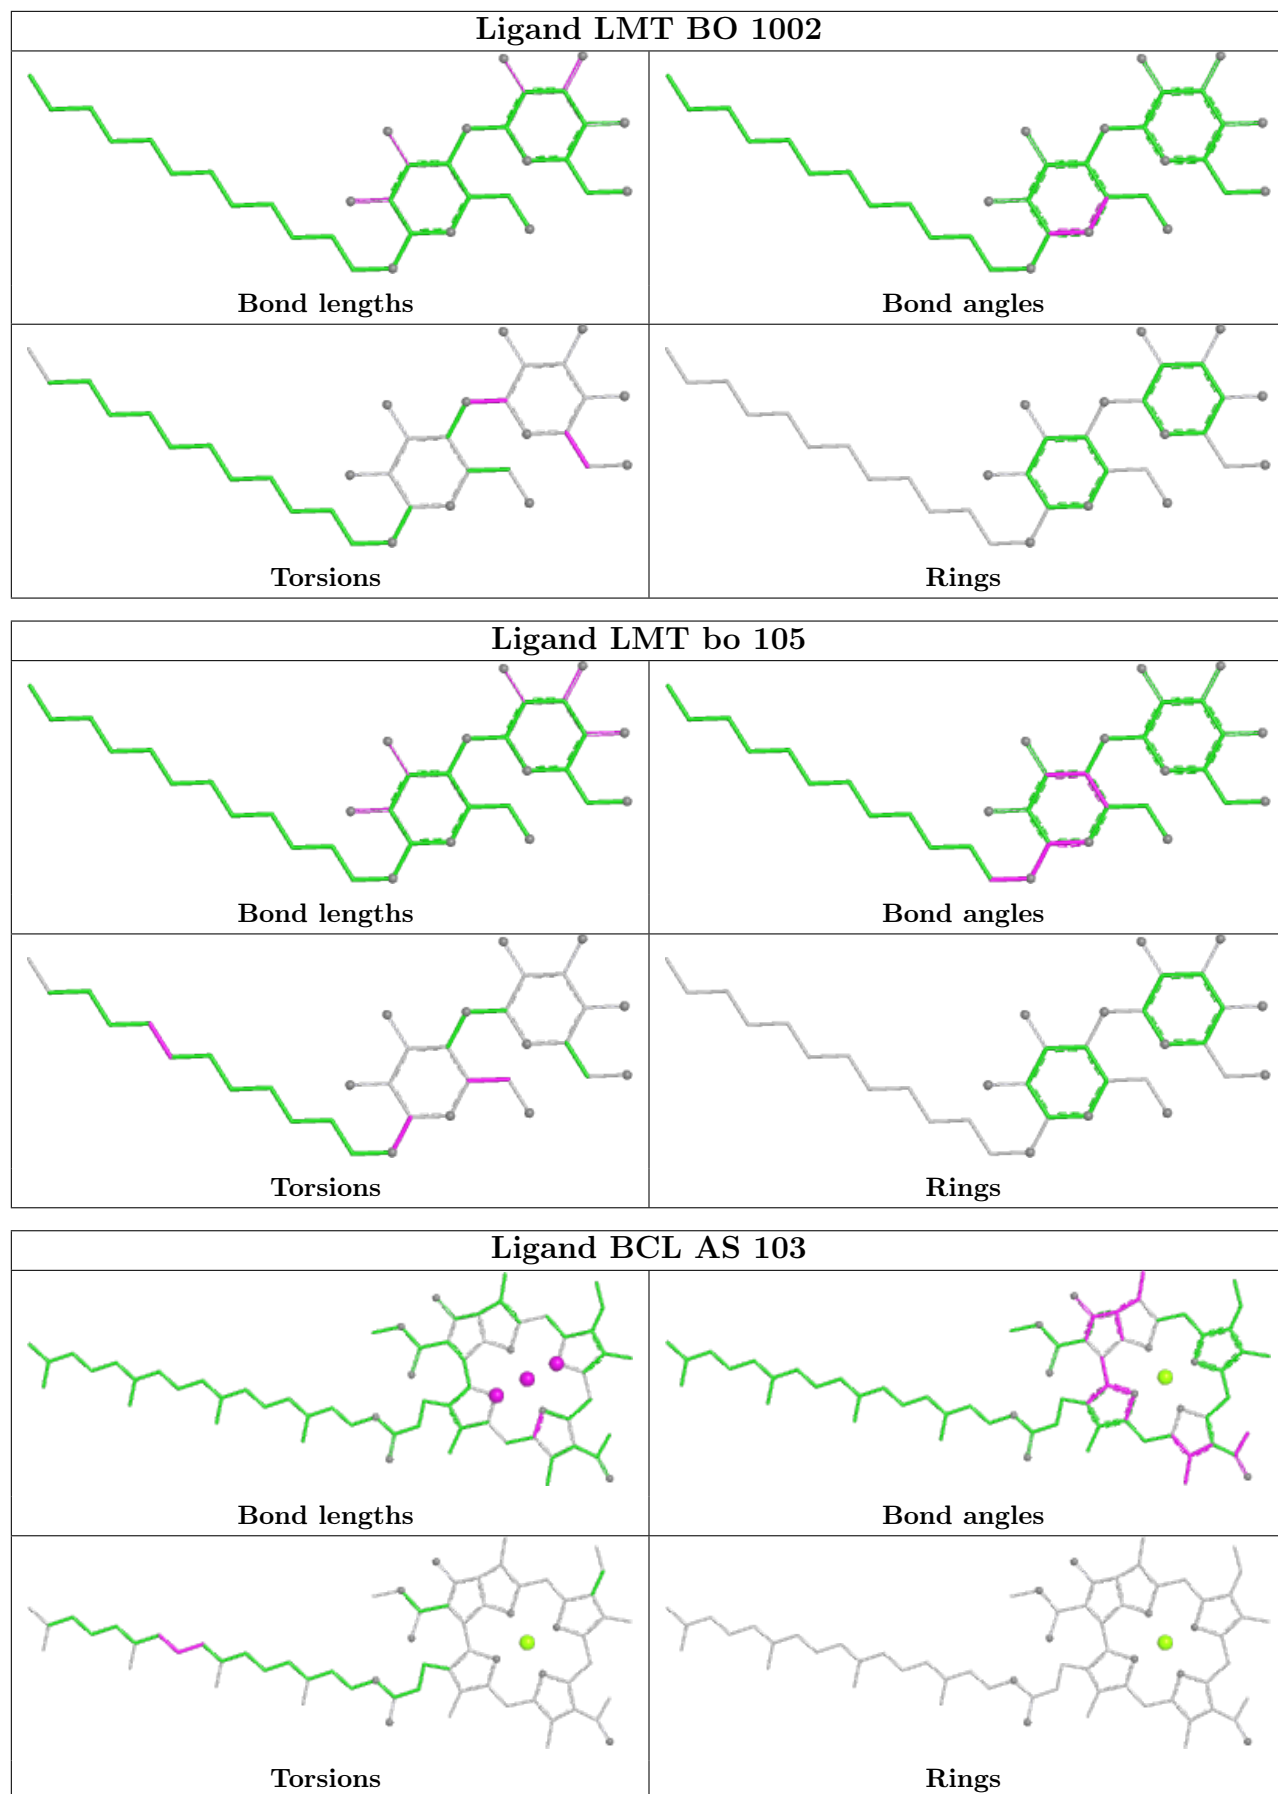 Ligand LMT BO 1002
Bond lengths
Bond angles
Torsions
Rings
Ligand LMT bo 105
Bond lengths
Bond angles
Torsions
Rings
Ligand BCL AS 103
Bond lengths
Bond angles
Torsions
Rings